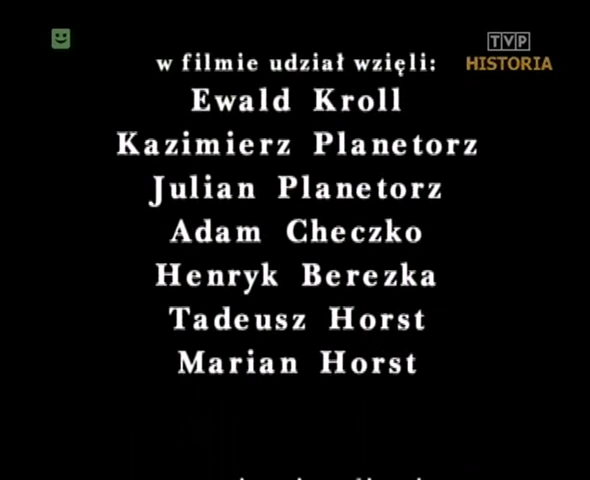 TVP
HISTORIA
w filmie udział wzięli:
Ewald Kroll
Kazimierz Planetorz
Julian Planetorz
Adam Checzko
Henryk Berezka
Tadeusz Horst
Marian Horst